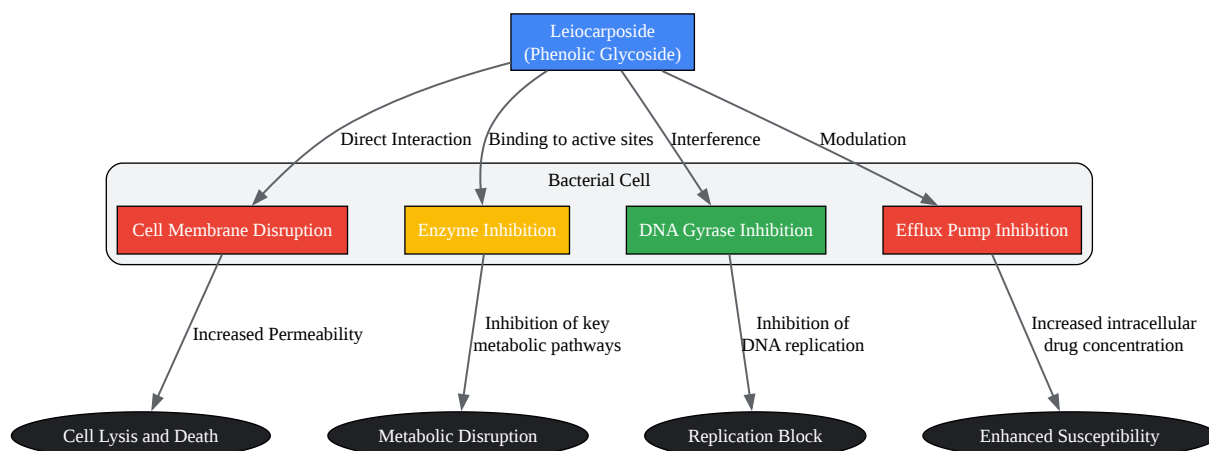 Leiocarposide
(Phenolic Glycoside)
Direct Interaction
Binding to active sites
Interference
Modulation
Bacterial Cell
Cell Membrane Disruption
Enzyme Inhibition
DNA Gyrase Inhibition
Efflux Pump Inhibition
Increased Permeability
Inhibition of key
metabolic pathways
Inhibition of
DNA replication
Increased intracellular
drug concentration
Cell Lysis and Death
Metabolic Disruption
Replication Block
Enhanced Susceptibility